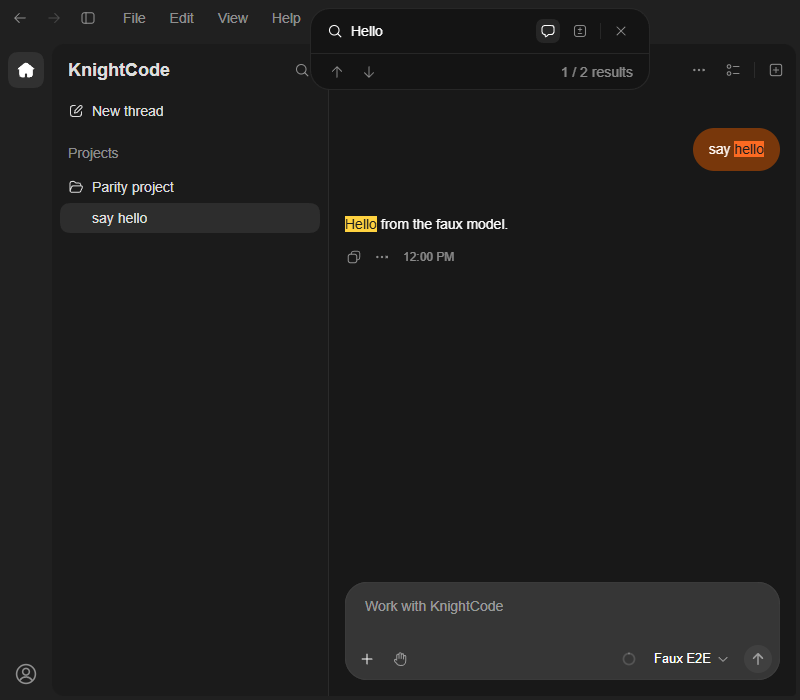 File Edit View Help
Hello
1 / 2 results
KnightCode
New thread
Projects
Parity project
say hello
say hello
Hello from the faux model.
12:00 PM
Work with KnightCode
Faux E2E